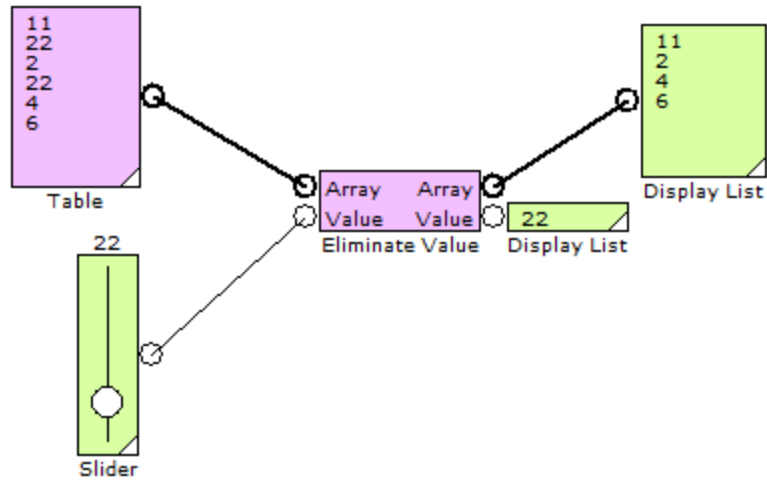 11
22
2
22
4
6
Table
22
Slider
Array Array
Value Value
Eliminate Value
22
Display List
11
2
4
6
Display List